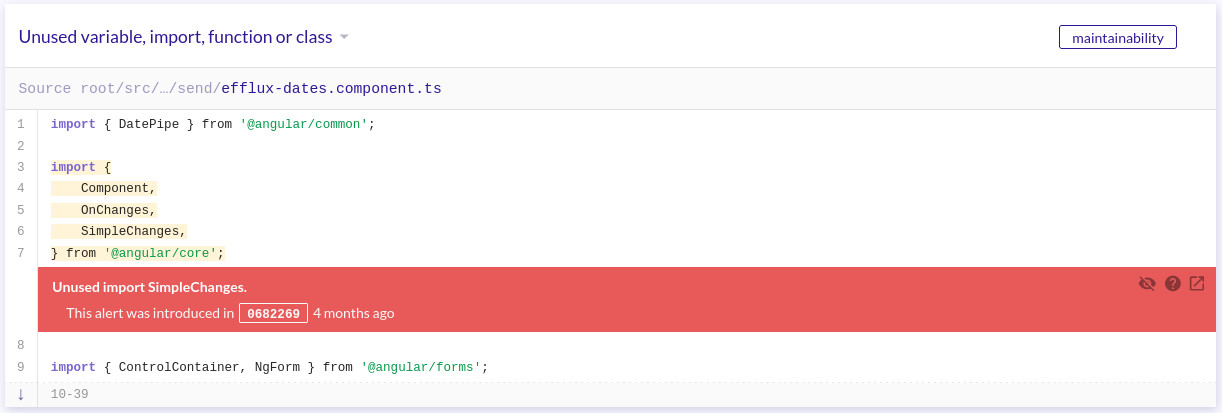 Unused variable, import, function or class
maintainability
Source root/src/…/send/efflux-dates.component.ts
1 import { DatePipe } from '@angular/common';
2
3 import {
4 Component,
5 OnChanges,
6 SimpleChanges,
7 } from '@angular/core';
Unused import SimpleChanges.
This alert was introduced in 0682269 4 months ago
8
9 import { ControlContainer, NgForm } from '@angular/forms';
↓ 10-39